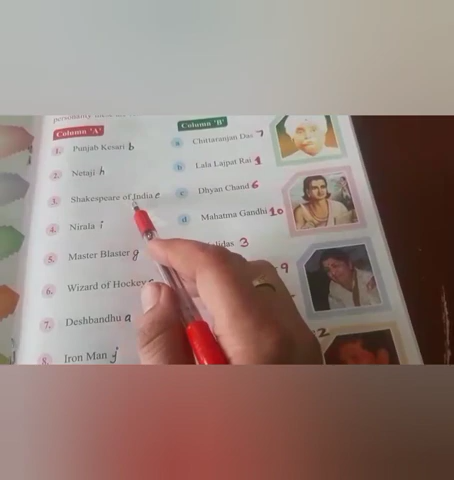 Column 'A'
Column 'B'
1. Punjab Kesari b
a Chittaranjan Das 7
2. Netaji h
b Lala Lajpat Rai 1
3. Shakespeare of India e
c Dhyan Chand 6
4. Nirala i
d Mahatma Gandhi 10
5. Master Blaster g
3
6. Wizard of Hockey
9
7. Deshbandhu a
2
8. Iron Man j